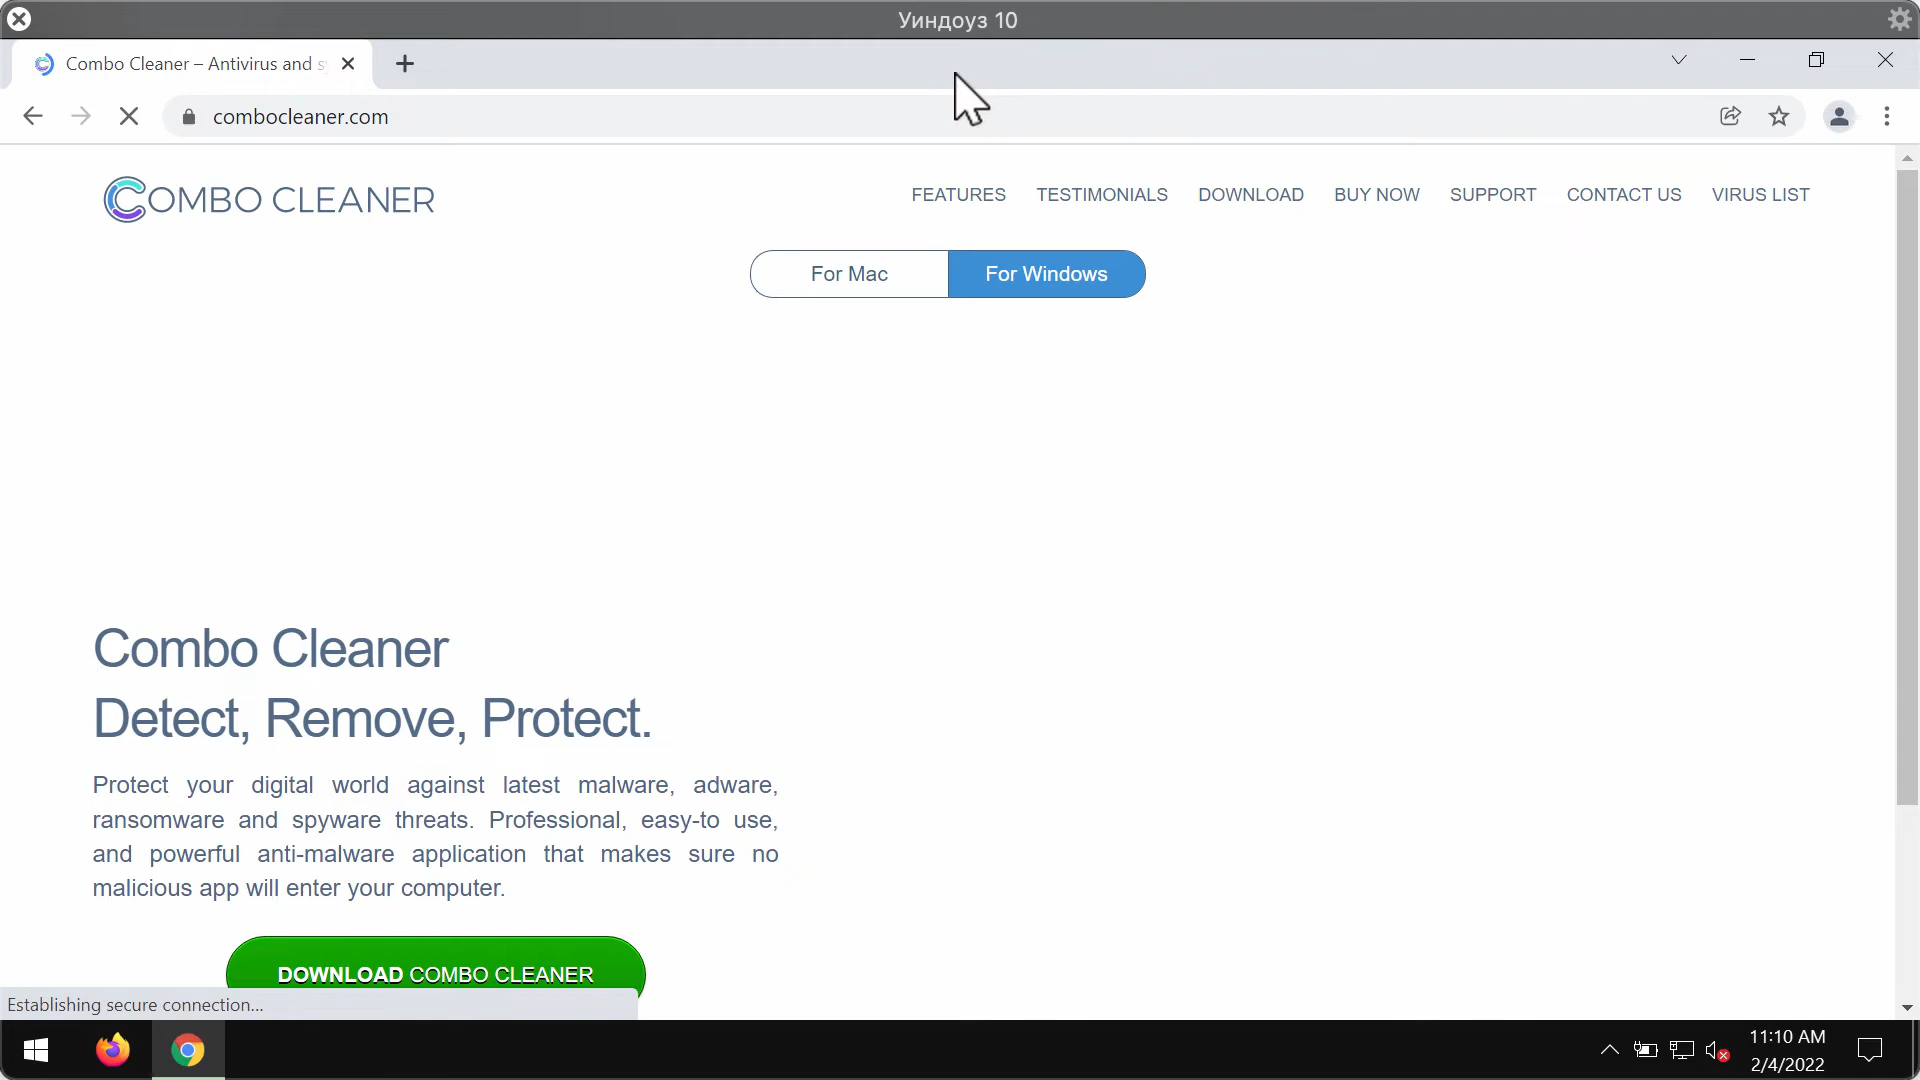 Уиндоуз 10
Combo Cleaner – Antivirus and s
combocleaner.com
COMBO CLEANER
FEATURES TESTIMONIALS DOWNLOAD BUY NOW SUPPORT CONTACT US VIRUS LIST
For Mac For Windows
Combo Cleaner
Detect, Remove, Protect.
Protect your digital world against latest malware, adware,
ransomware and spyware threats. Professional, easy-to use,
and powerful anti-malware application that makes sure no
malicious app will enter your computer.
DOWNLOAD COMBO CLEANER
Establishing secure connection...
11:10 AM
2/4/2022